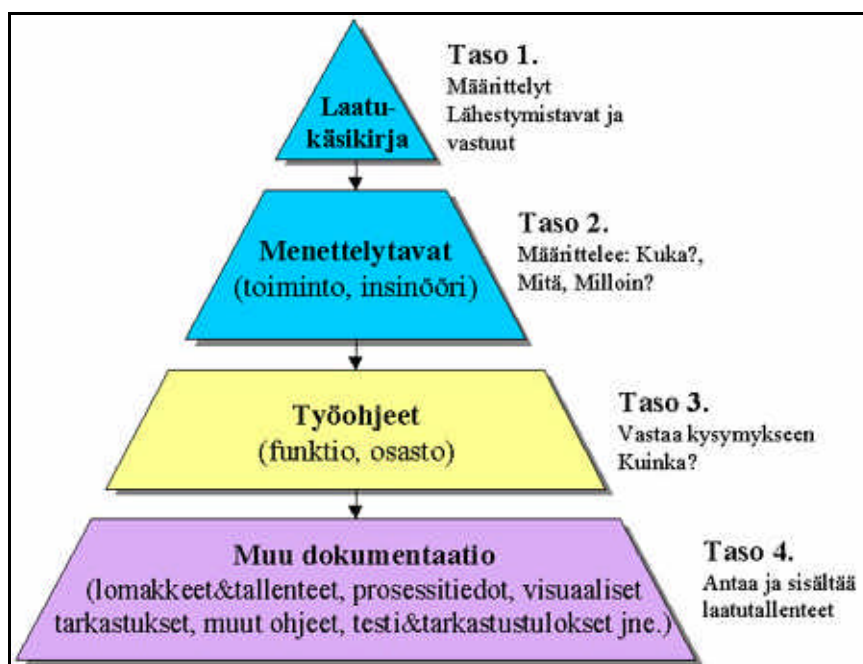 Laatu-
käsikirja
Taso 1.
Määrittelyt
Lähestymistavat ja
vastuut
Menettelytavat
(toiminto, insinööri)
Taso 2.
Määrittelee: Kuka?,
Mitä, Milloin?
Työohjeet
(funktio, osasto)
Taso 3.
Vastaa kysymykseen
Kuinka?
Muu dokumentaatio
(lomakkeet&tallenteet, prosessitiedot, visuaaliset
tarkastukset, muut ohjeet, testi&tarkastustulokset jne.)
Taso 4.
Antaa ja sisältää
laatutallenteet